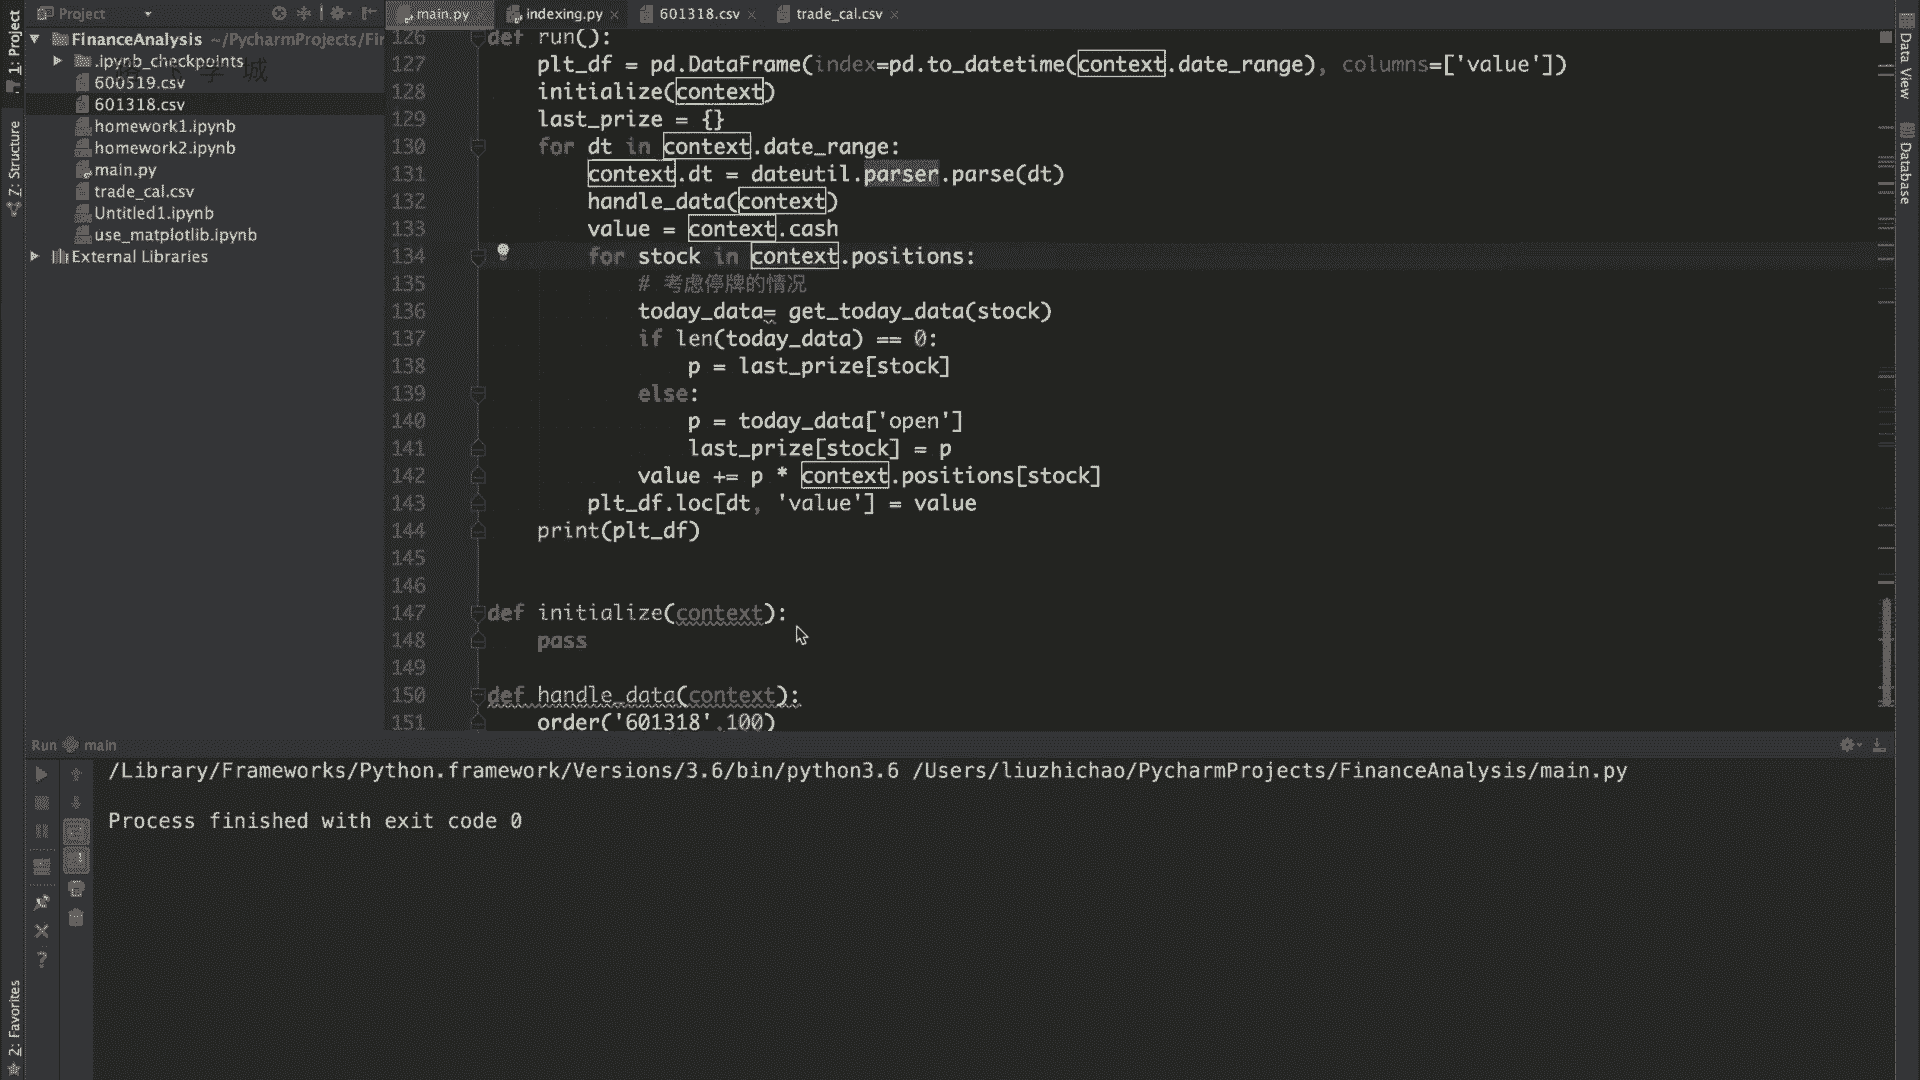 1: Project
Project
main.py
indexing.py
601318.csv
trade_cal.csv
FinanceAnalysis ~/PycharmProjects/Fin
.ipynb_checkpoints
600519.csv
601318.csv
homework1.ipynb
homework2.ipynb
main.py
trade_cal.csv
Untitled1.ipynb
use_matplotlib.ipynb
External Libraries
Z: Structure
2: Favorites
Data View
Database
126 def run():
127 plt_df = pd.DataFrame(index=pd.to_datetime(context.date_range), columns=['value'])
128 initialize(context)
129 last_prize = {}
130 for dt in context.date_range:
131 context.dt = dateutil.parser.parse(dt)
132 handle_data(context)
133 value = context.cash
134 for stock in context.positions:
135 # 考虑停牌的情况
136 today_data= get_today_data(stock)
137 if len(today_data) == 0:
138 p = last_prize[stock]
139 else:
140 p = today_data['open']
141 last_prize[stock] = p
142 value += p * context.positions[stock]
143 plt_df.loc[dt, 'value'] = value
144 print(plt_df)
145
146
147 def initialize(context):
148 pass
149
150 def handle_data(context):
151 order('601318',100)
Run main
/Library/Frameworks/Python.framework/Versions/3.6/bin/python3.6 /Users/liuzhichao/PycharmProjects/FinanceAnalysis/main.py
Process finished with exit code 0